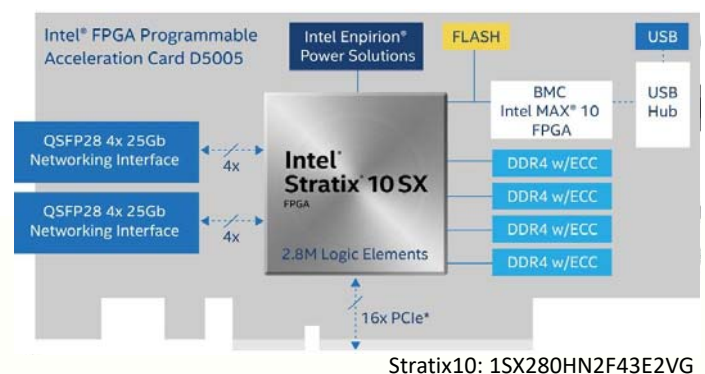 Intel® FPGA Programmable
Acceleration Card D5005
Intel Enpirion®
Power Solutions
FLASH
USB
BMC
Intel MAX® 10
FPGA
USB
Hub
QSFP28 4x 25Gb
Networking Interface
4x
Intel®
Stratix® 10 SX
FPGA
2.8M Logic Elements
DDR4 w/ECC
DDR4 w/ECC
DDR4 w/ECC
DDR4 w/ECC
QSFP28 4x 25Gb
Networking Interface
4x
16x PCIe*
Stratix10: 1SX280HN2F43E2VG